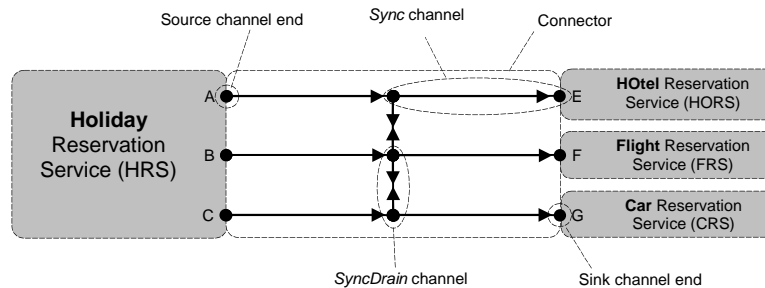 Source channel end
Sync channel
Connector
A
E
HOtel Reservation
Service (HORS)
Holiday
Reservation
Service (HRS)
B
F
Flight Reservation
Service (FRS)
C
G
Car Reservation
Service (CRS)
SyncDrain channel
Sink channel end